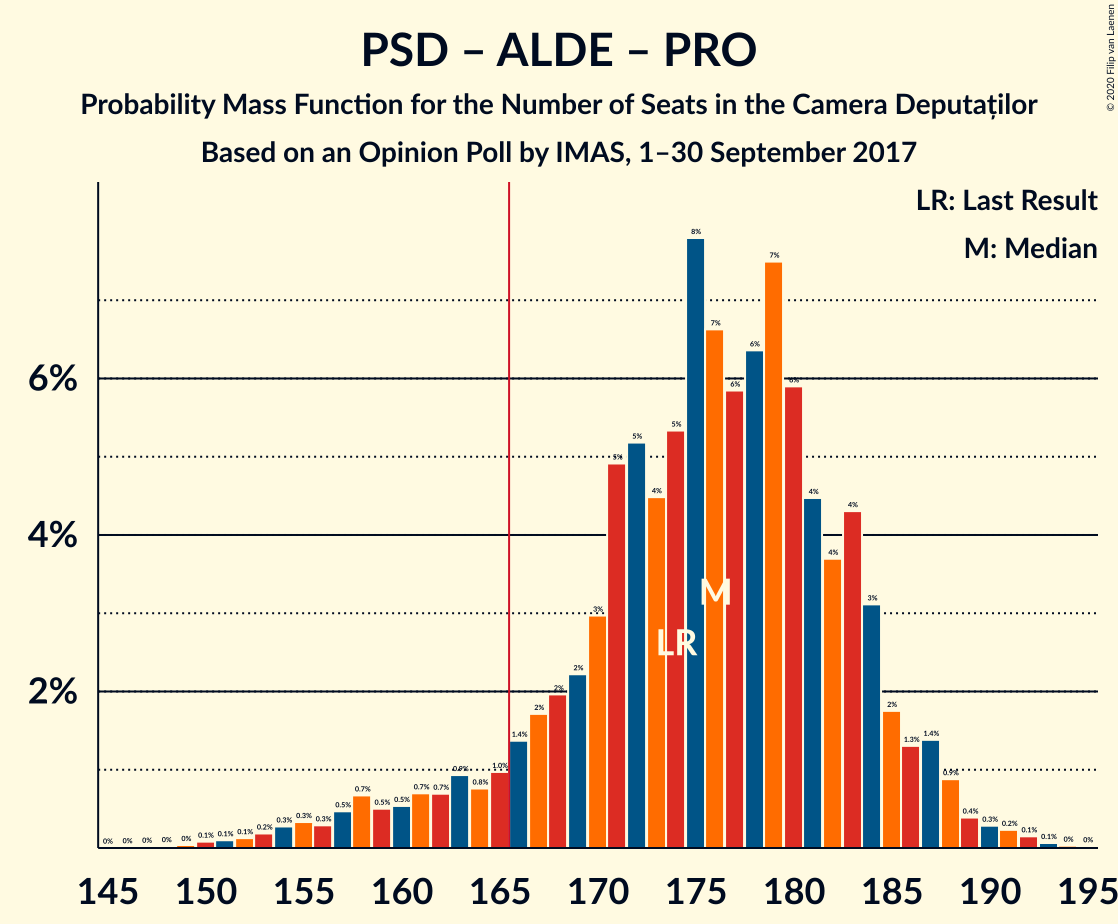 PSD – ALDE – PRO
Probability Mass Function for the Number of Seats in the Camera Deputaților
Based on an Opinion Poll by IMAS, 1–30 September 2017
© 2020 Filip van Laenen
LR: Last Result
M: Median
6%
4%
2%
0% 0% 0% 0% 0% 0.1% 0.1% 0.1% 0.2% 0.3% 0.3% 0.3% 0.5% 0.7% 0.5% 0.5% 0.7% 0.7% 0.9% 0.8% 1.0% 1.4% 2% 2% 2% 3% 5% 5% 4% 5% 8% 7% 6% 6% 7% 6% 4% 4% 4% 3% 2% 1.3% 1.4% 0.9% 0.4% 0.3% 0.2% 0.1% 0.1% 0% 0%
M
LR
145 150 155 160 165 170 175 180 185 190 195